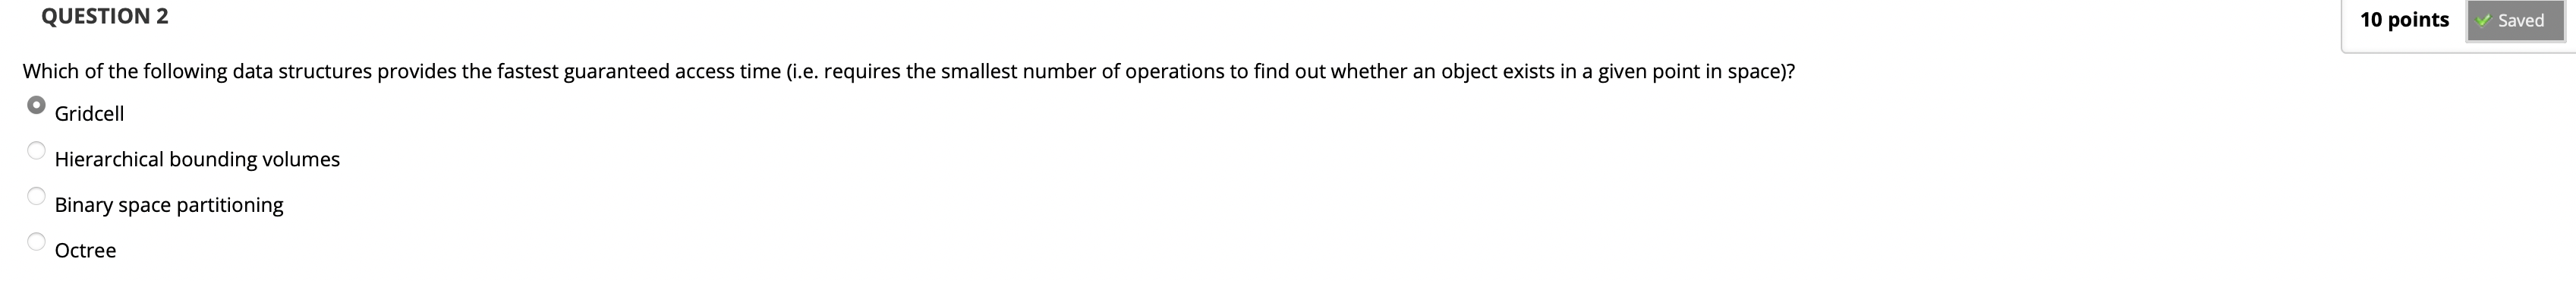 QUESTION 2
10 points
Saved
Which of the following data structures provides the fastest guaranteed access time (i.e. requires the smallest number of operations to find out whether an object exists in a given point in space)?
Gridcell
Hierarchical bounding volumes
Binary space partitioning
Octree